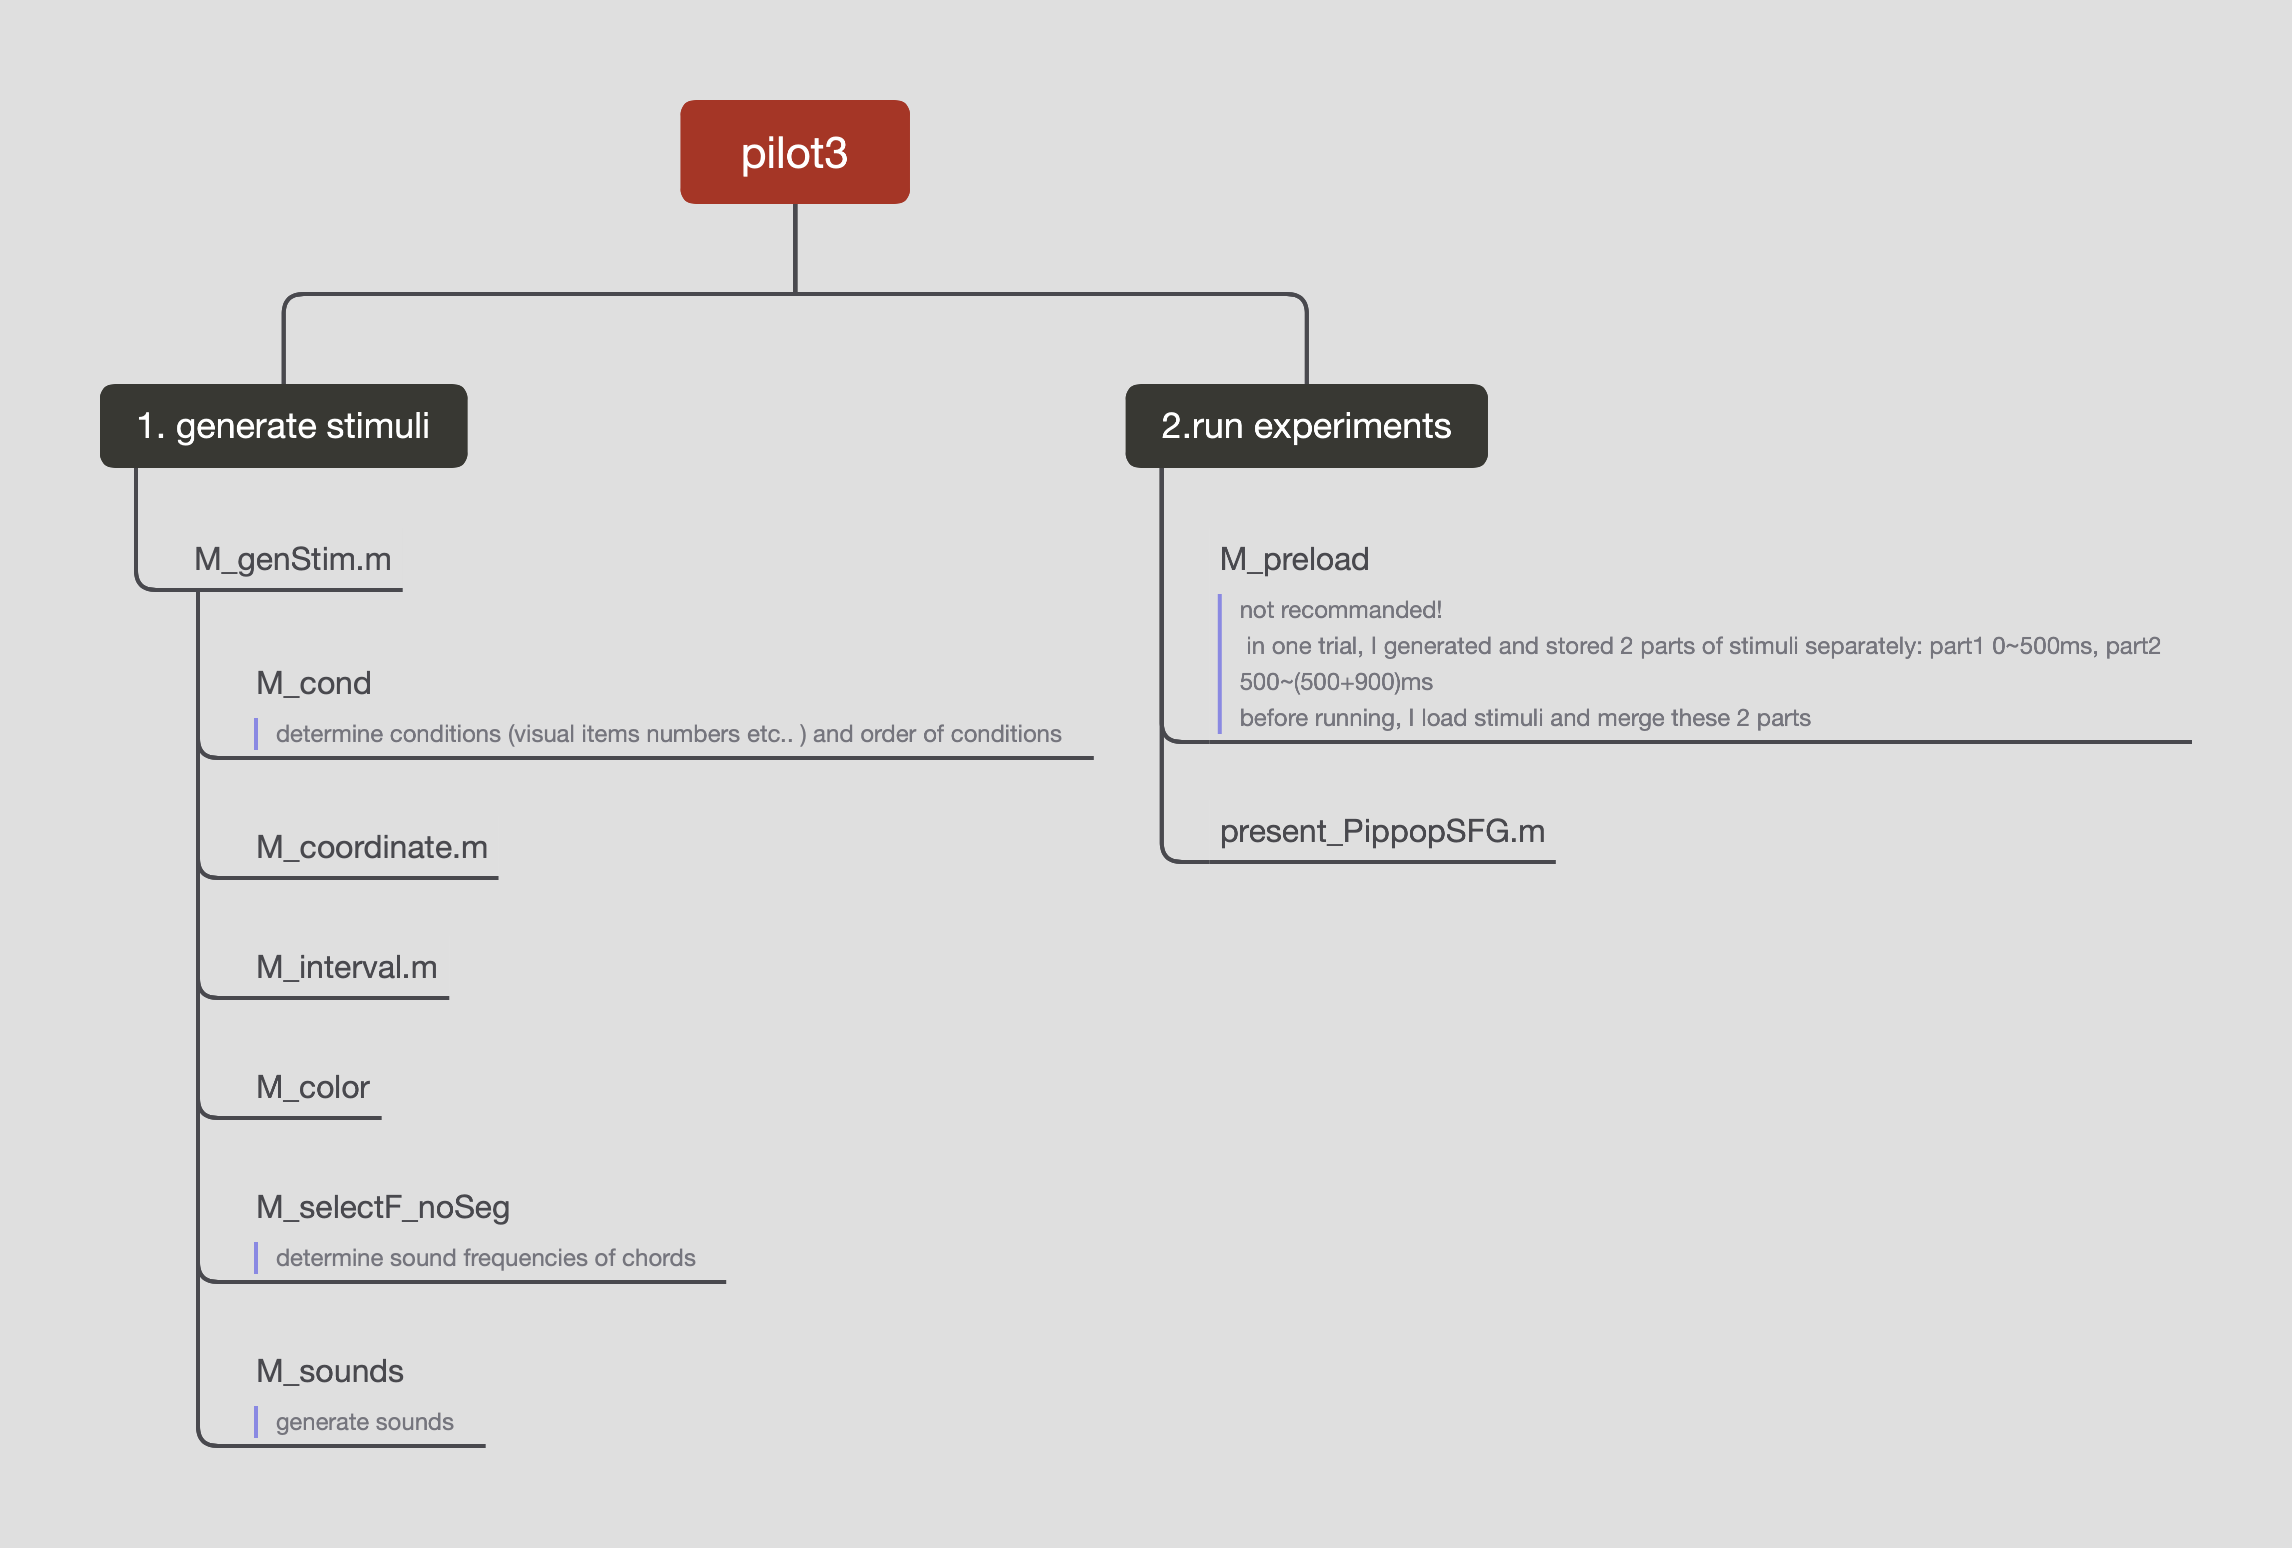 pilot3
1. generate stimuli
M_genStim.m
M_cond
determine conditions (visual items numbers etc.. ) and order of conditions
M_coordinate.m
M_interval.m
M_color
M_selectF_noSeg
determine sound frequencies of chords
M_sounds
generate sounds
2.run experiments
M_preload
not recommanded!
in one trial, I generated and stored 2 parts of stimuli separately: part1 0~500ms, part2
500~(500+900)ms
before running, I load stimuli and merge these 2 parts
present_PippopSFG.m